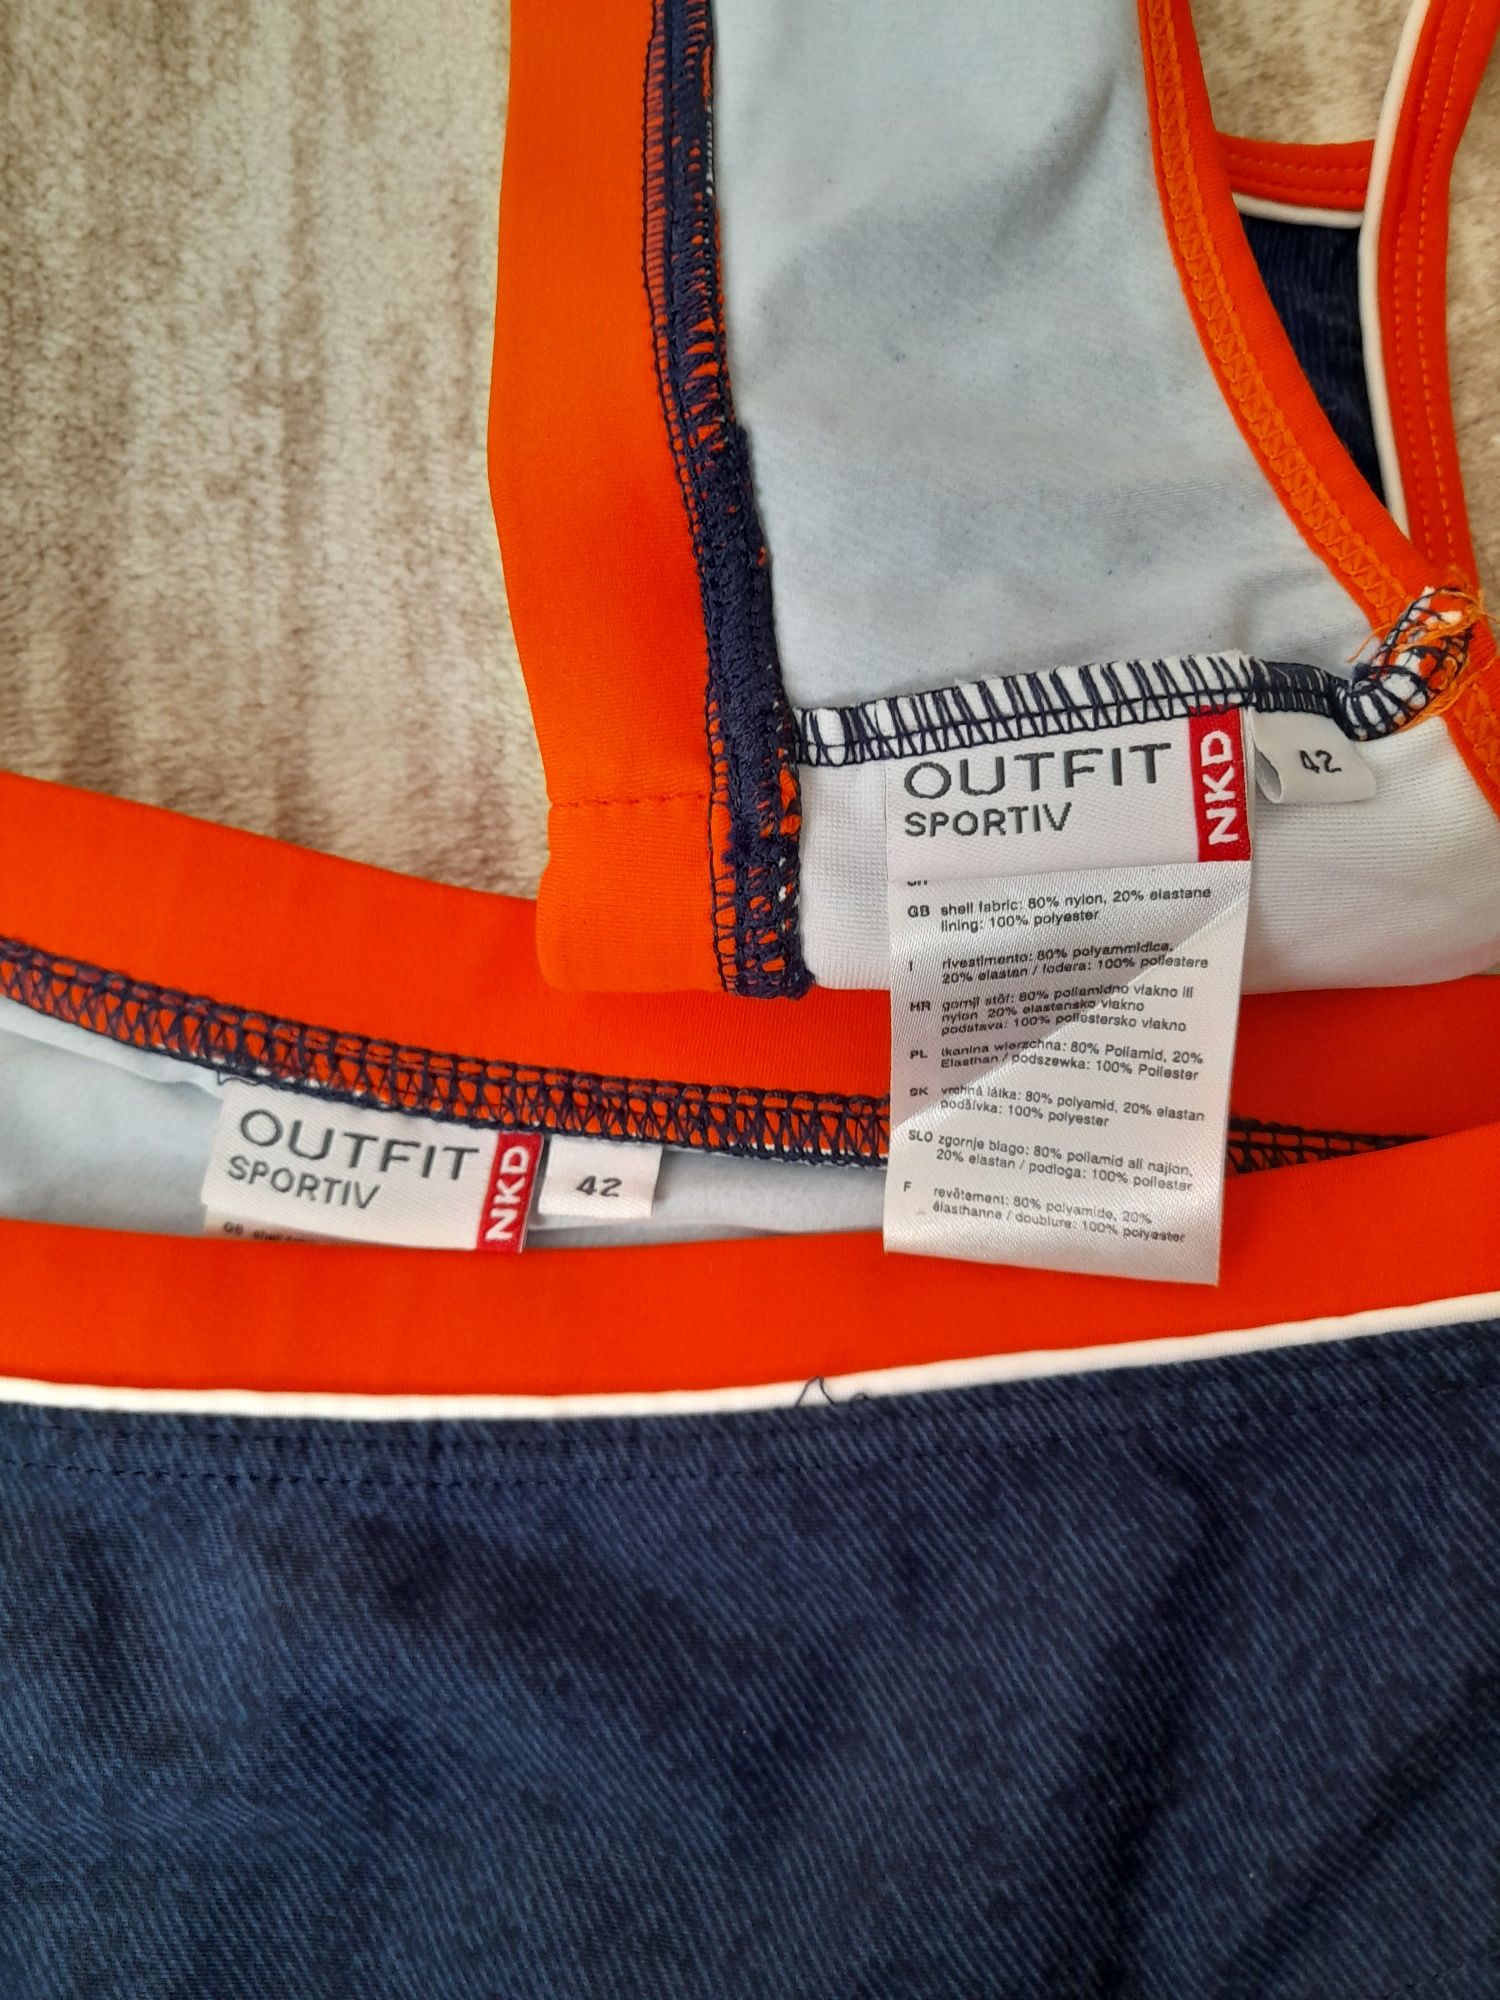 OUTFIT
SPORTIV
NKD
42
GB shell fabric: 80% nylon, 20% elastane
lining: 100% polyester
I rivestimento: 80% polyammidica,
20% elastan / fodera: 100% poliestere
HR gornji stôf: 80% poliamidno vlakno ili
nylon 20% elastansko vlakno
podstava: 100% poliestersko vlakno
PL tkanina wierzchna: 80% Poliamid, 20%
Elasthan / podszewka: 100% Poliester
SK vrchná látka: 80% polyamid, 20% elastan
podšívka: 100% polyester
SLO zgornje blago: 80% poliamid ali najlon,
20% elastan / podloga: 100% poliester
F revêtement: 80% polyamide, 20%
élasthanne / doublure: 100% polyester
OUTFIT
SPORTIV
NKD
42
GB